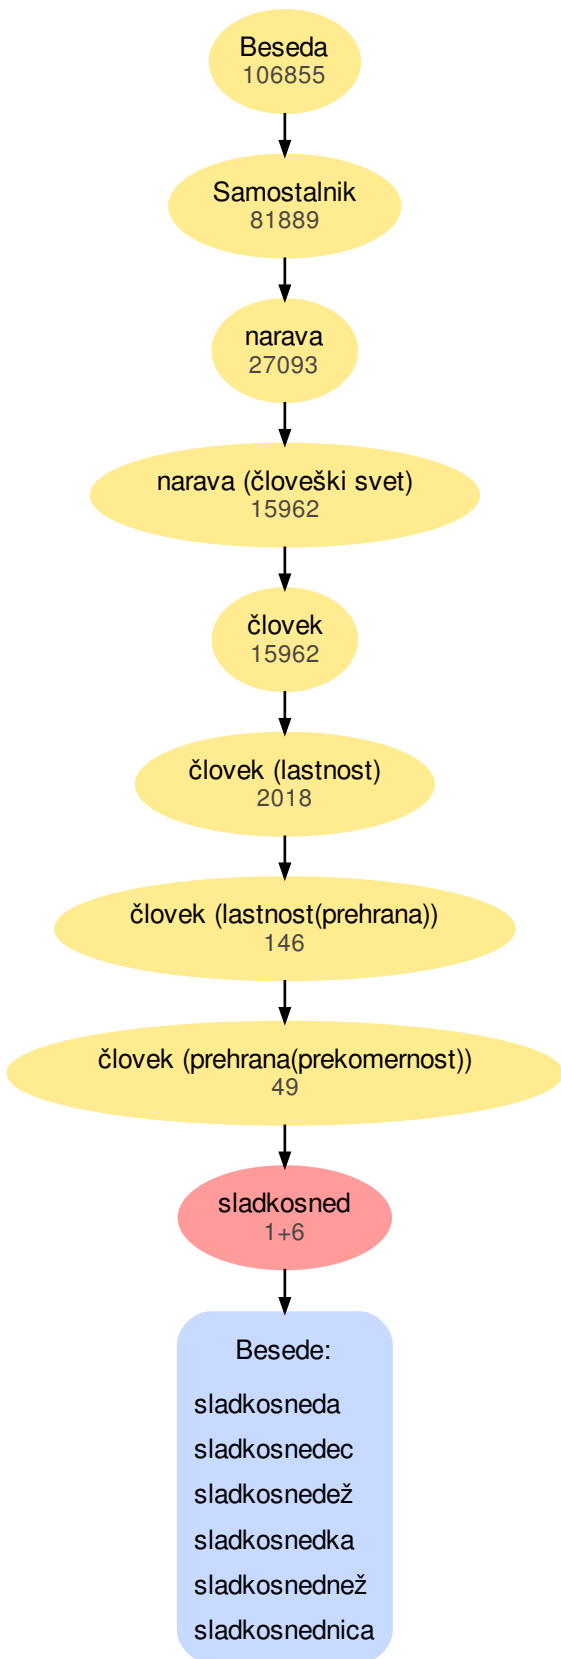 Beseda
106855
Samostalnik
81889
narava
27093
narava (človeški svet)
15962
človek
15962
človek (lastnost)
2018
človek (lastnost(prehrana))
146
človek (prehrana(prekomernost))
49
sladkosned
1+6
Besede:
sladkosneda
sladkosnedec
sladkosnedež
sladkosnedka
sladkosnednež
sladkosnednica